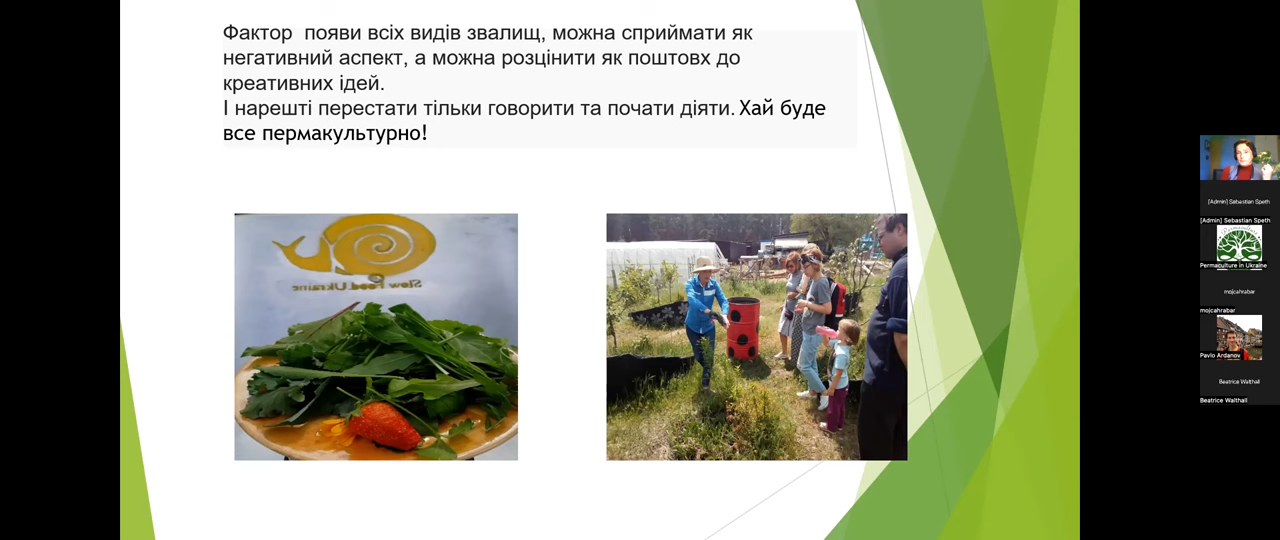 Фактор  появи всіх видів звалищ, можна сприймати як
негативний аспект, а можна розцінити як поштовх до
креативних ідей.
І нарешті перестати тільки говорити та почати діяти. Хай буде
все пермакультурно!
Slow Food Ukraine
[Admin] Sebastian Speth
[Admin] Sebastian Speth
Permaculture in Ukraine
mojcahrabar
mojcahrabar
Pavlo Ardanov
Beatrice Walthall
Beatrice Walthall